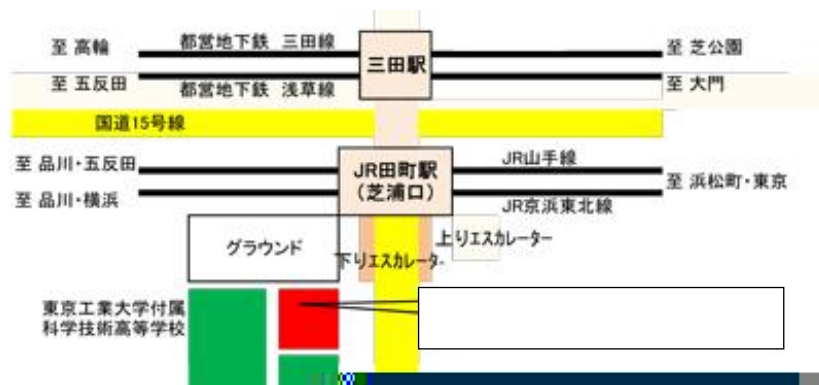 至 高輪
都営地下鉄 三田線
三田駅
至 芝公園
至 五反田
都営地下鉄 浅草線
至 大門
国道15号線
至 品川・五反田
JR田町駅
(芝浦口)
JR山手線
至 浜松町・東京
至 品川・横浜
JR京浜東北線
グラウンド
下りエスカレータ-
上りエスカレーター
東京工業大学付属
科学技術高等学校